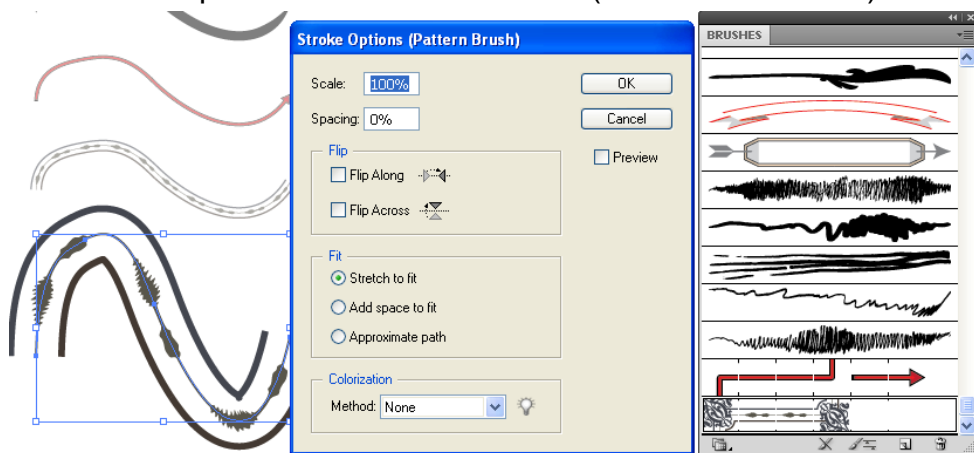 Stroke Options (Pattern Brush)
Scale: 100%
OK
Spacing: 0%
Cancel
Flip
Preview
Flip Along
Flip Across
Fit
Stretch to fit
Add space to fit
Approximate path
Colorization
Method: None
BRUSHES